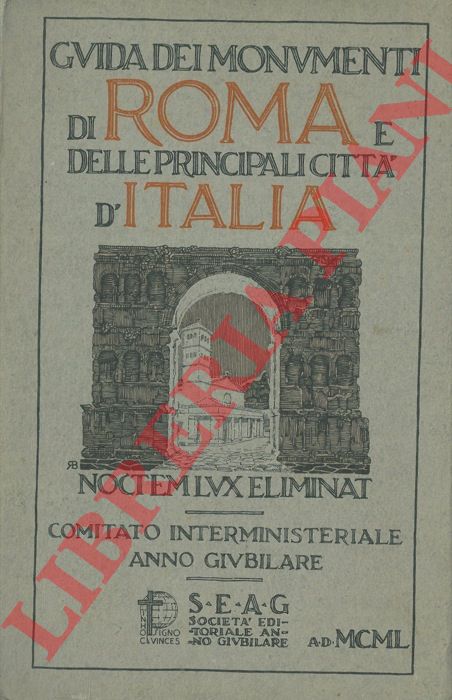 GVIDA DEI MONVMENTI
DI ROMA E
DELLE PRINCIPALI CITTA'
D'ITALIA
RB
NOCTEM LVX ELIMINAT
COMITATO INTERMINISTERIALE
ANNO GIVBILARE
IN HOC
SIGNO
VINCES
S·E·A·G
SOCIETA' EDI-
-TORIALE AN-
-NO GIVBILARE
A·D·MCML
LIBRERIA PIANI